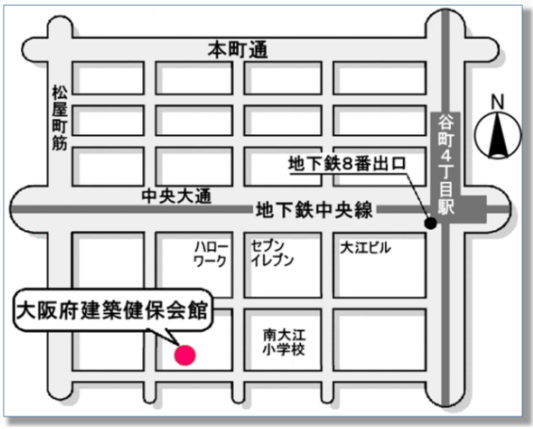 本町通
松屋町筋
N
谷町4丁目駅
地下鉄8番出口
中央大通
地下鉄中央線
ハロー
ワーク
セブン
イレブン
大江ビル
大阪府建築健保会館
南大江
小学校